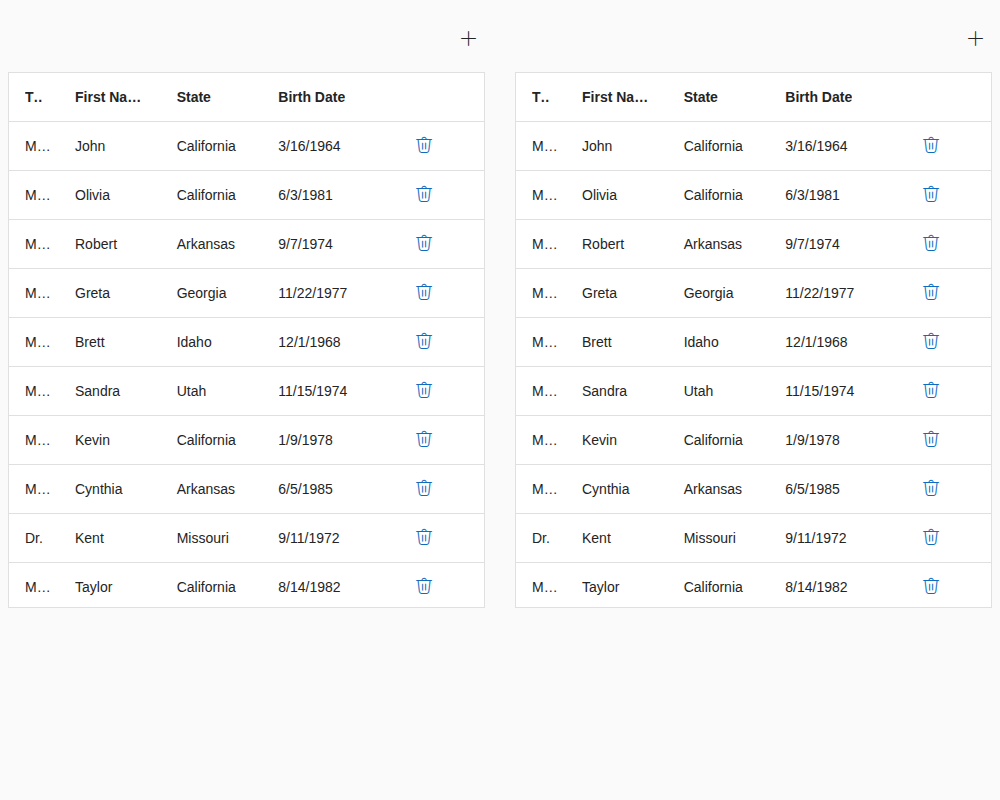 T… First Na… State Birth Date
M… John California 3/16/1964
M… Olivia California 6/3/1981
M… Robert Arkansas 9/7/1974
M… Greta Georgia 11/22/1977
M… Brett Idaho 12/1/1968
M… Sandra Utah 11/15/1974
M… Kevin California 1/9/1978
M… Cynthia Arkansas 6/5/1985
Dr. Kent Missouri 9/11/1972
M… Taylor California 8/14/1982
T… First Na… State Birth Date
M… John California 3/16/1964
M… Olivia California 6/3/1981
M… Robert Arkansas 9/7/1974
M… Greta Georgia 11/22/1977
M… Brett Idaho 12/1/1968
M… Sandra Utah 11/15/1974
M… Kevin California 1/9/1978
M… Cynthia Arkansas 6/5/1985
Dr. Kent Missouri 9/11/1972
M… Taylor California 8/14/1982